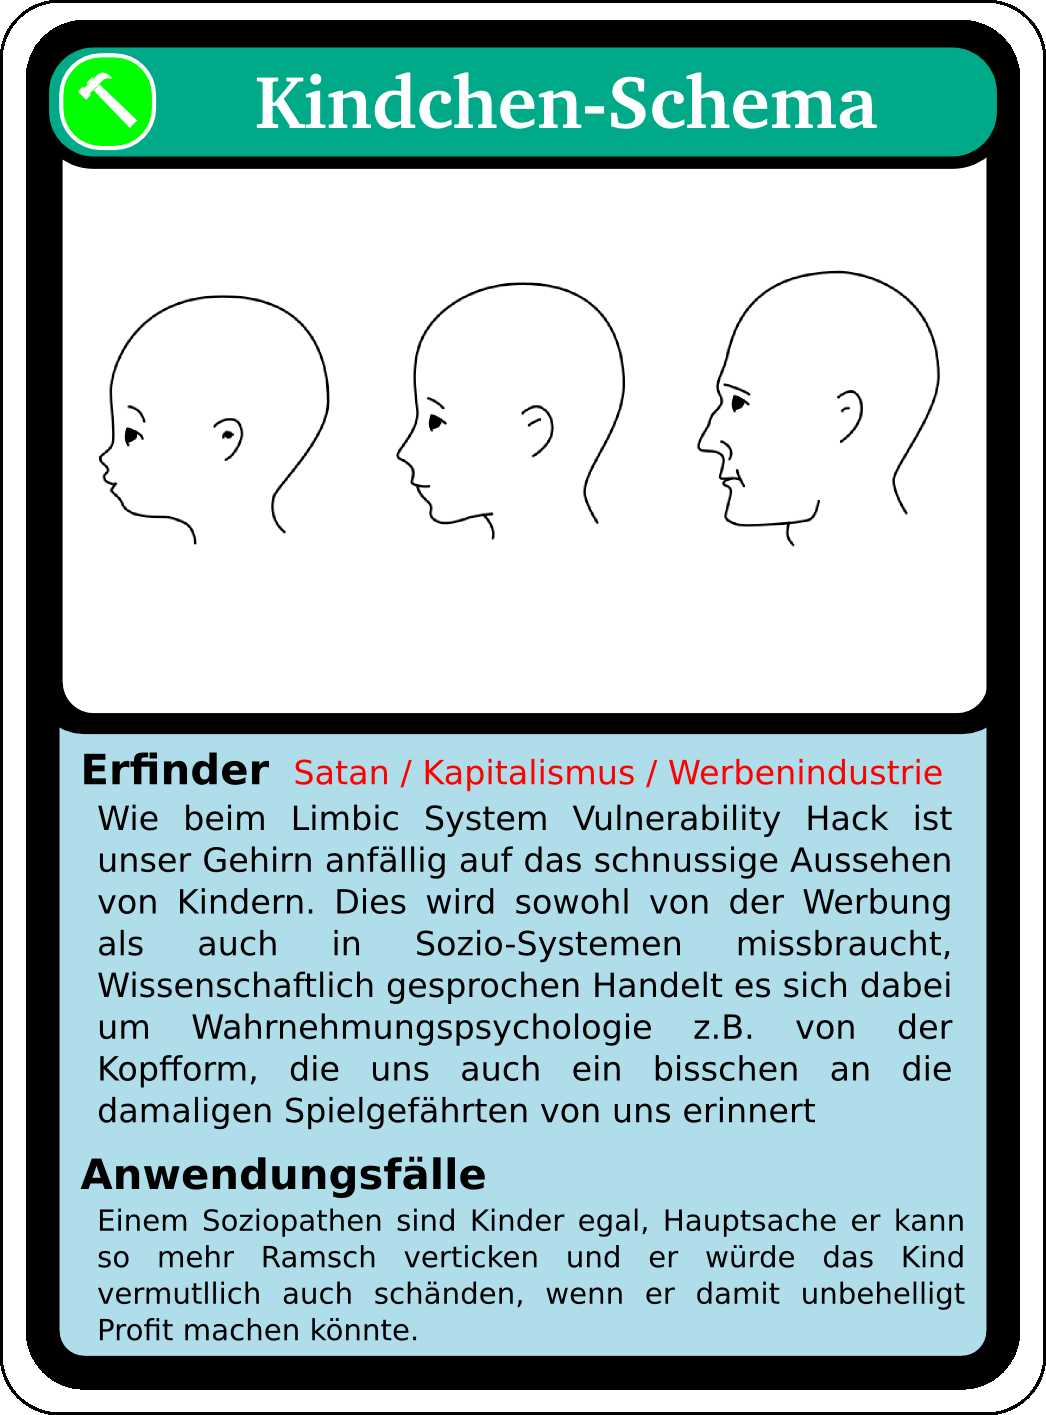 Kindchen-Schema
Erfinder Satan / Kapitalismus / Werbenindustrie
Wie beim Limbic System Vulnerability Hack ist
unser Gehirn anfällig auf das schnussige Aussehen
von Kindern. Dies wird sowohl von der Werbung
als auch in Sozio-Systemen missbraucht,
Wissenschaftlich gesprochen Handelt es sich dabei
um Wahrnehmungspsychologie z.B. von der
Kopfform, die uns auch ein bisschen an die
damaligen Spielgefährten von uns erinnert
Anwendungsfälle
Einem Soziopathen sind Kinder egal, Hauptsache er kann
so mehr Ramsch verticken und er würde das Kind
vermutllich auch schänden, wenn er damit unbehelligt
Profit machen könnte.